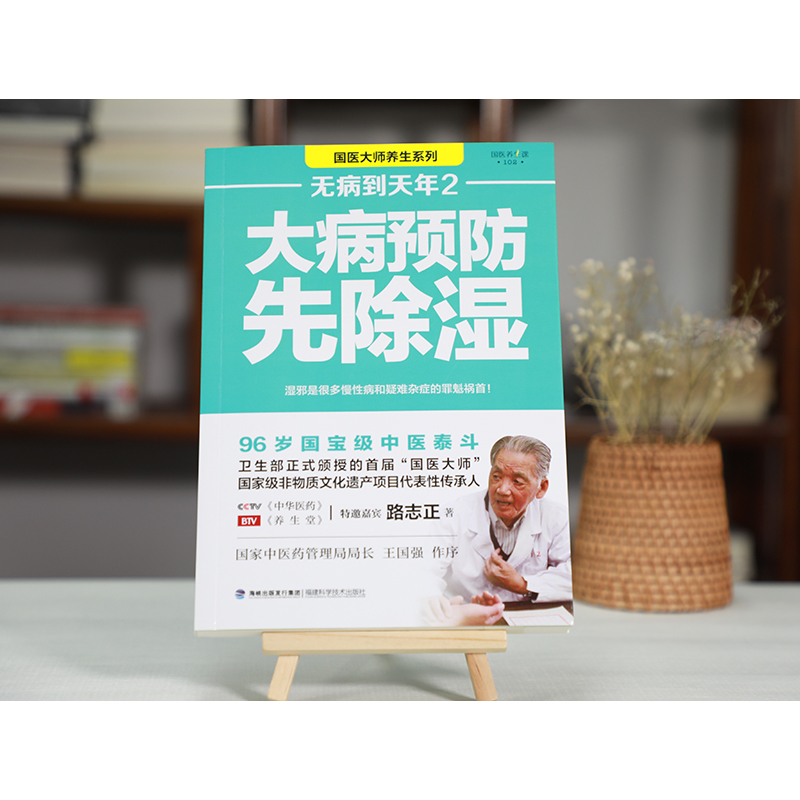 国医大师养生系列
国医养生课
·108·
无病到天年2
大病预防
先除湿
湿邪是很多慢性病和疑难杂症的罪魁祸首！
96岁国宝级中医泰斗
卫生部正式颁授的首届“国医大师”
国家级非物质文化遗产项目代表性传承人
CCTV《中华医药》
BTV《养生堂》
特邀嘉宾 路志正 著
国家中医药管理局局长 王国强 作序
海峡出版发行集团 | 福建科学技术出版社